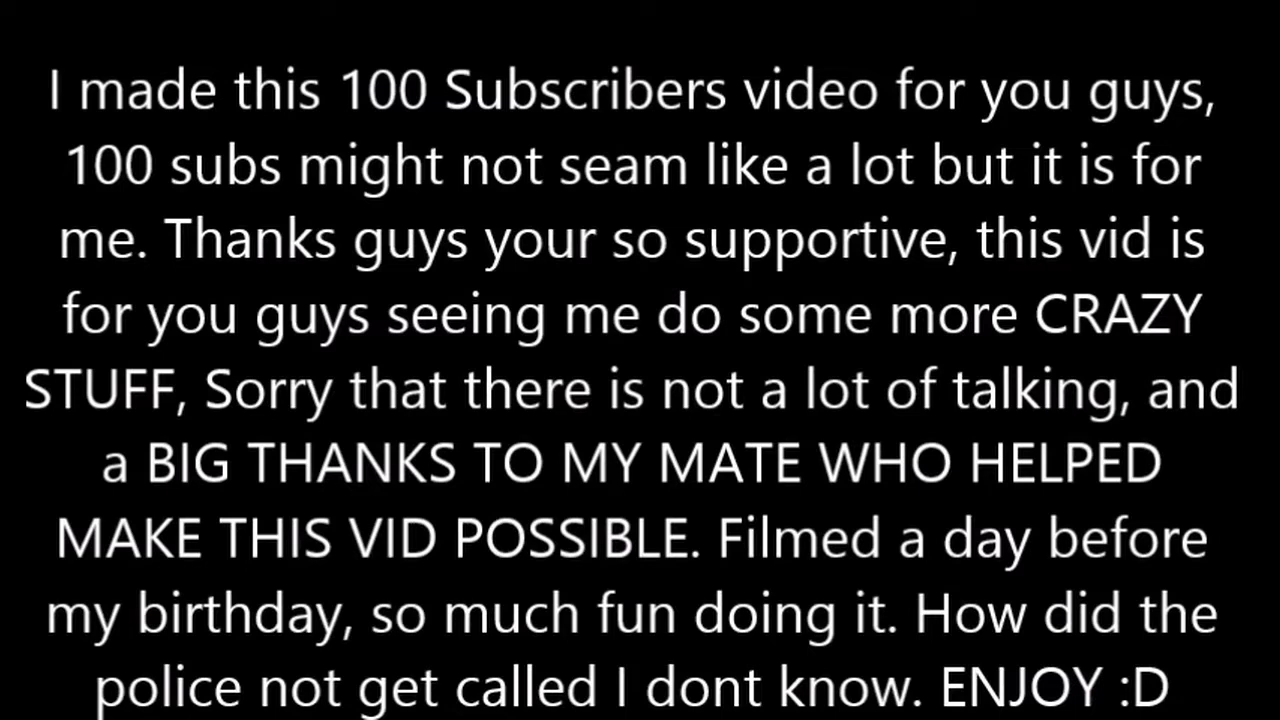 I made this 100 Subscribers video for you guys,
100 subs might not seam like a lot but it is for
me. Thanks guys your so supportive, this vid is
for you guys seeing me do some more CRAZY
STUFF, Sorry that there is not a lot of talking, and
a BIG THANKS TO MY MATE WHO HELPED
MAKE THIS VID POSSIBLE. Filmed a day before
my birthday, so much fun doing it. How did the
police not get called I dont know. ENJOY :D